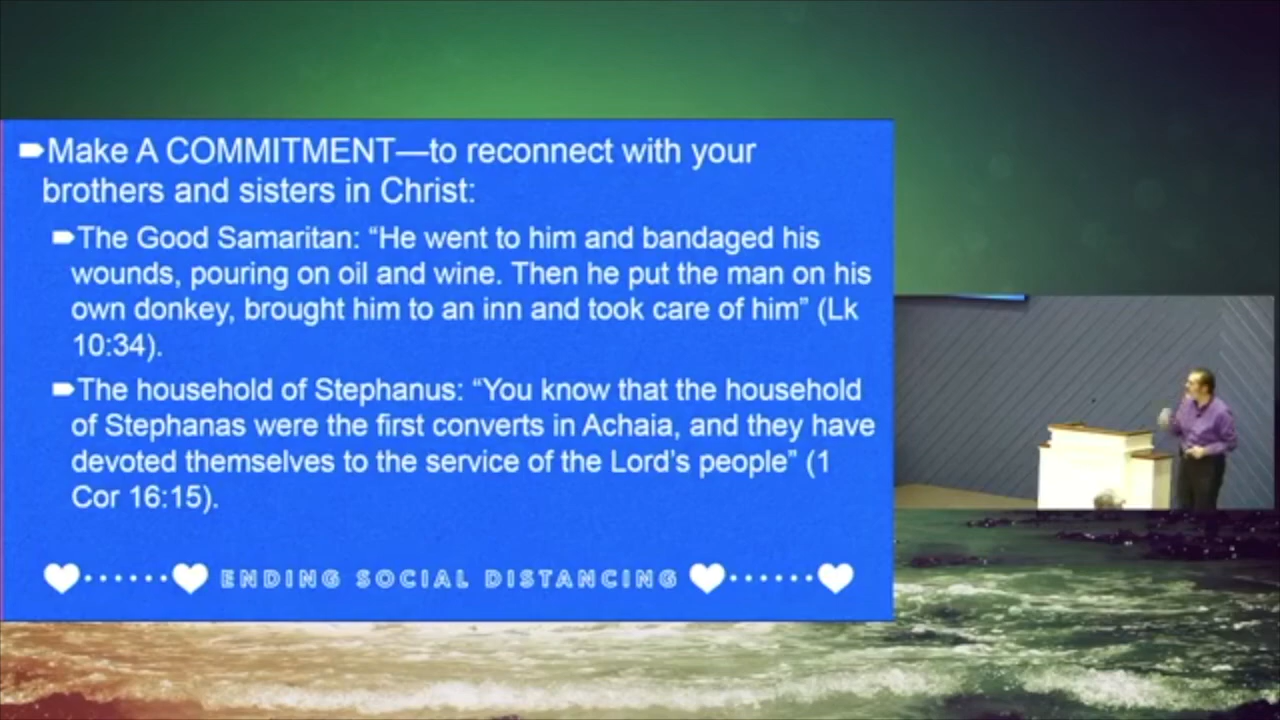 Make A COMMITMENT—to reconnect with your
brothers and sisters in Christ:
The Good Samaritan: “He went to him and bandaged his
wounds, pouring on oil and wine. Then he put the man on his
own donkey, brought him to an inn and took care of him” (Lk
10:34).
The household of Stephanus: “You know that the household
of Stephanas were the first converts in Achaia, and they have
devoted themselves to the service of the Lord’s people” (1
Cor 16:15).
ENDING SOCIAL DISTANCING